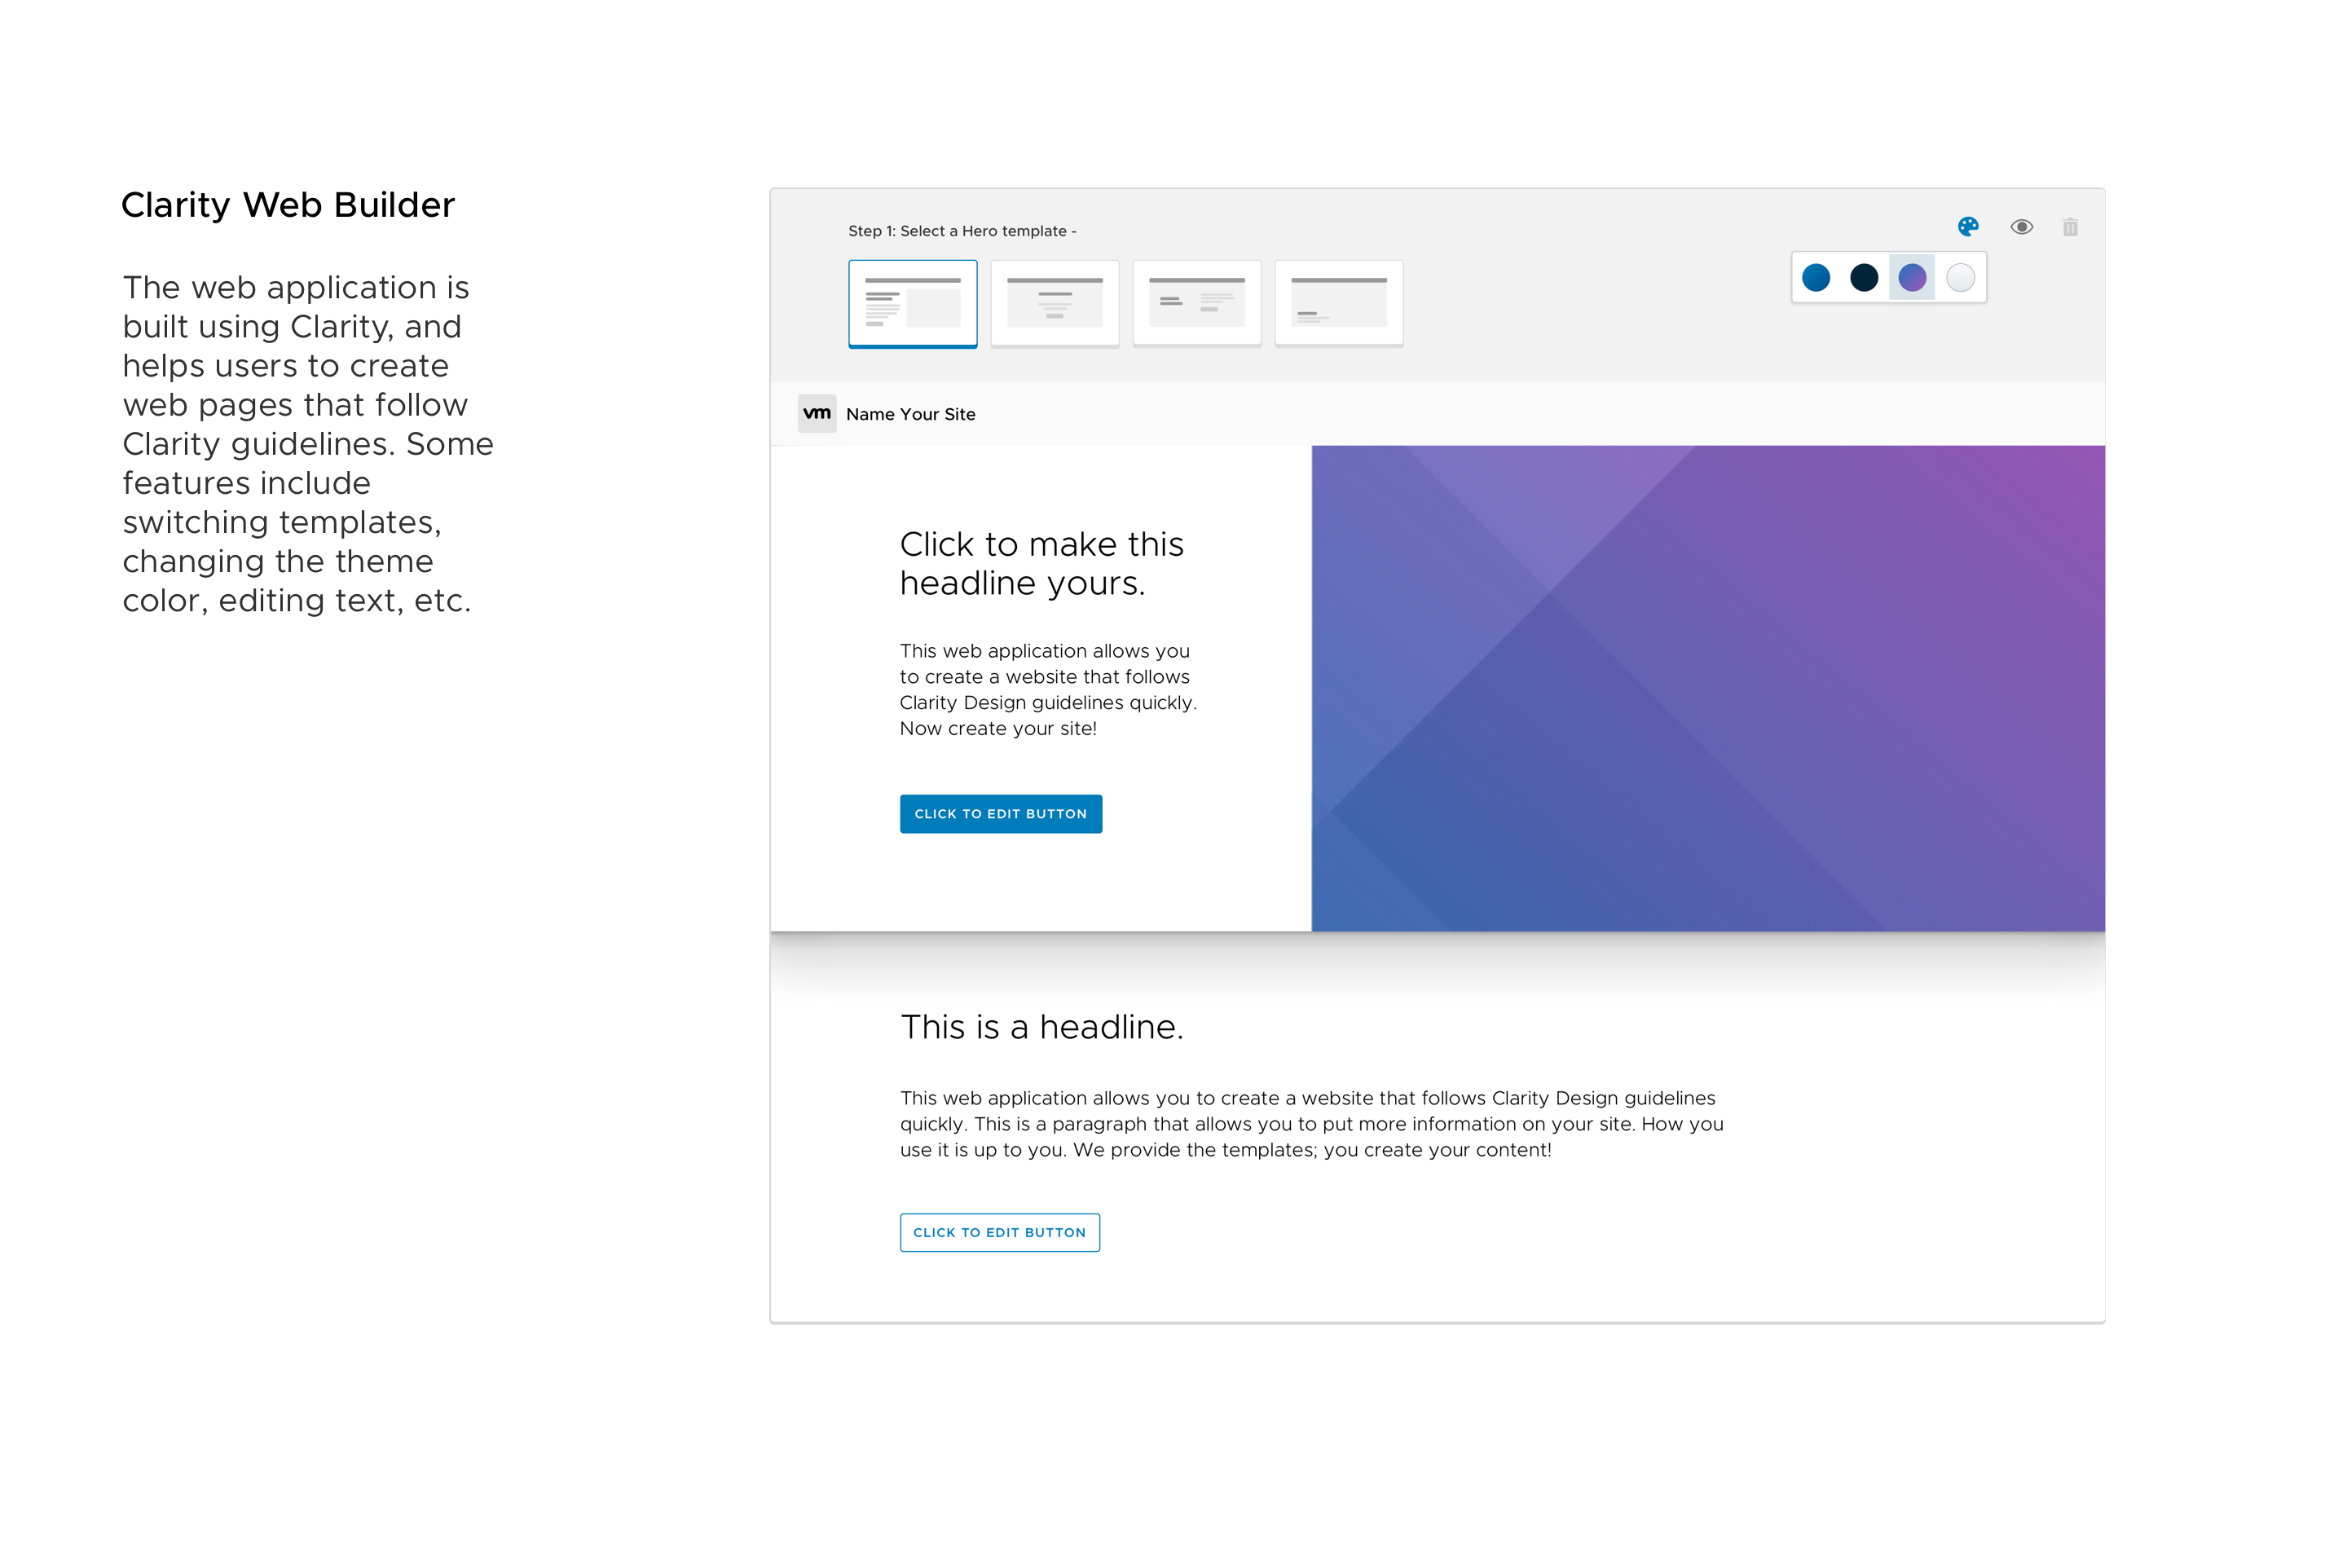 Clarity Web Builder
The web application is
built using Clarity, and
helps users to create
web pages that follow
Clarity guidelines. Some
features include
switching templates,
changing the theme
color, editing text, etc.
Step 1: Select a Hero template -
vm Name Your Site
Click to make this
headline yours.
This web application allows you
to create a website that follows
Clarity Design guidelines quickly.
Now create your site!
CLICK TO EDIT BUTTON
This is a headline.
This web application allows you to create a website that follows Clarity Design guidelines
quickly. This is a paragraph that allows you to put more information on your site. How you
use it is up to you. We provide the templates; you create your content!
CLICK TO EDIT BUTTON